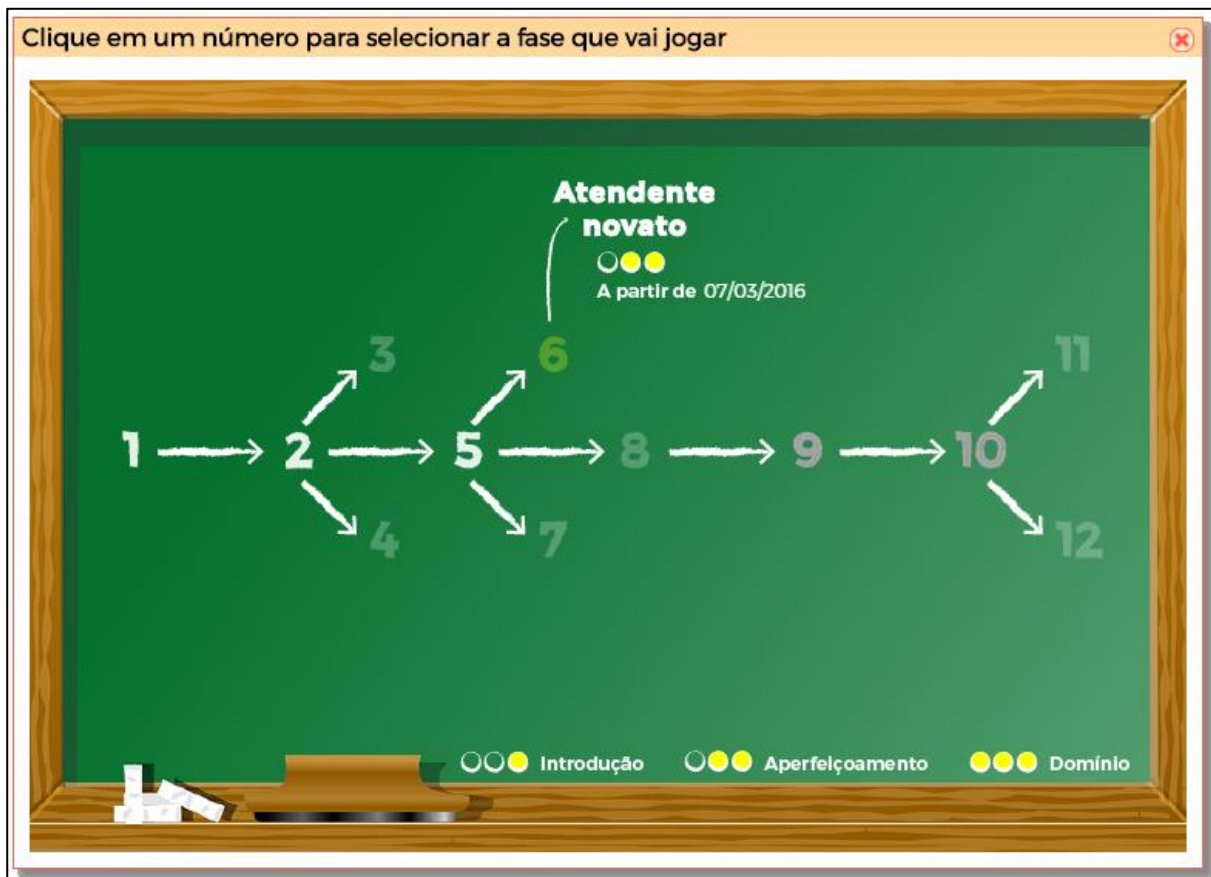 Clique em um número para selecionar a fase que vai jogar
Atendente
novato
A partir de 07/03/2016
3
6
11
1
2
5
8
9
10
4
7
12
Introdução
Aperfeiçoamento
Domínio